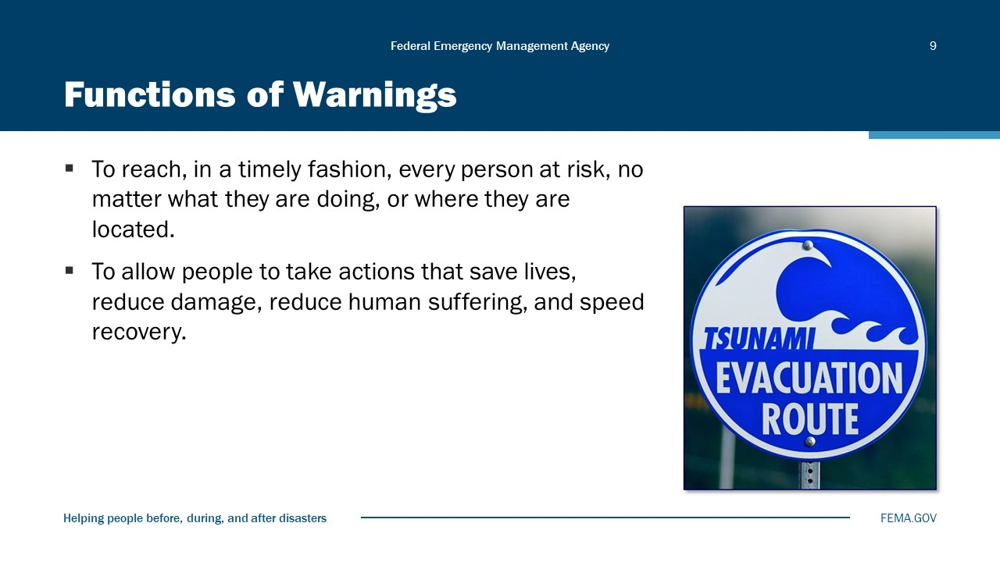 Federal Emergency Management Agency
9
Functions of Warnings
▪ To reach, in a timely fashion, every person at risk, no
matter what they are doing, or where they are
located.
▪ To allow people to take actions that save lives,
reduce damage, reduce human suffering, and speed
recovery.
TSUNAMI
EVACUATION
ROUTE
Helping people before, during, and after disasters
FEMA.GOV